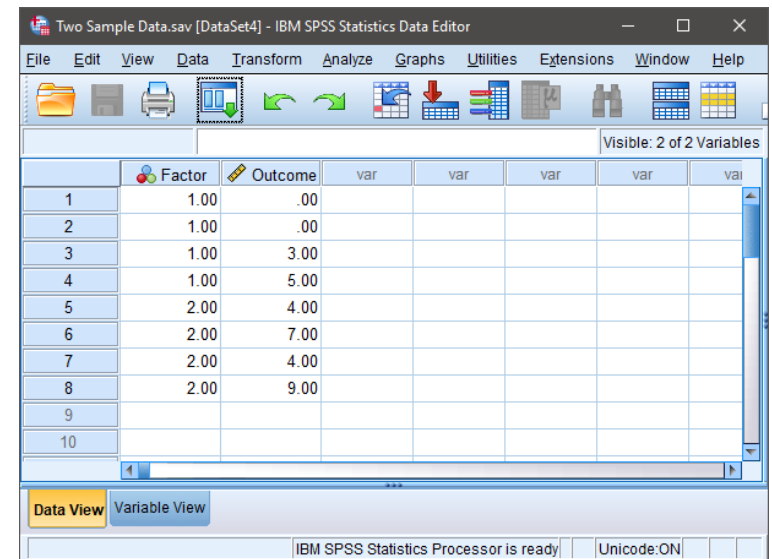 Two Sample Data.sav [DataSet4] - IBM SPSS Statistics Data Editor
File Edit View Data Transform Analyze Graphs Utilities Extensions Window Help
Visible: 2 of 2 Variables
Factor Outcome var var var var var
1 1.00 .00
2 1.00 .00
3 1.00 3.00
4 1.00 5.00
5 2.00 4.00
6 2.00 7.00
7 2.00 4.00
8 2.00 9.00
9
10
Data View Variable View
IBM SPSS Statistics Processor is ready Unicode:ON